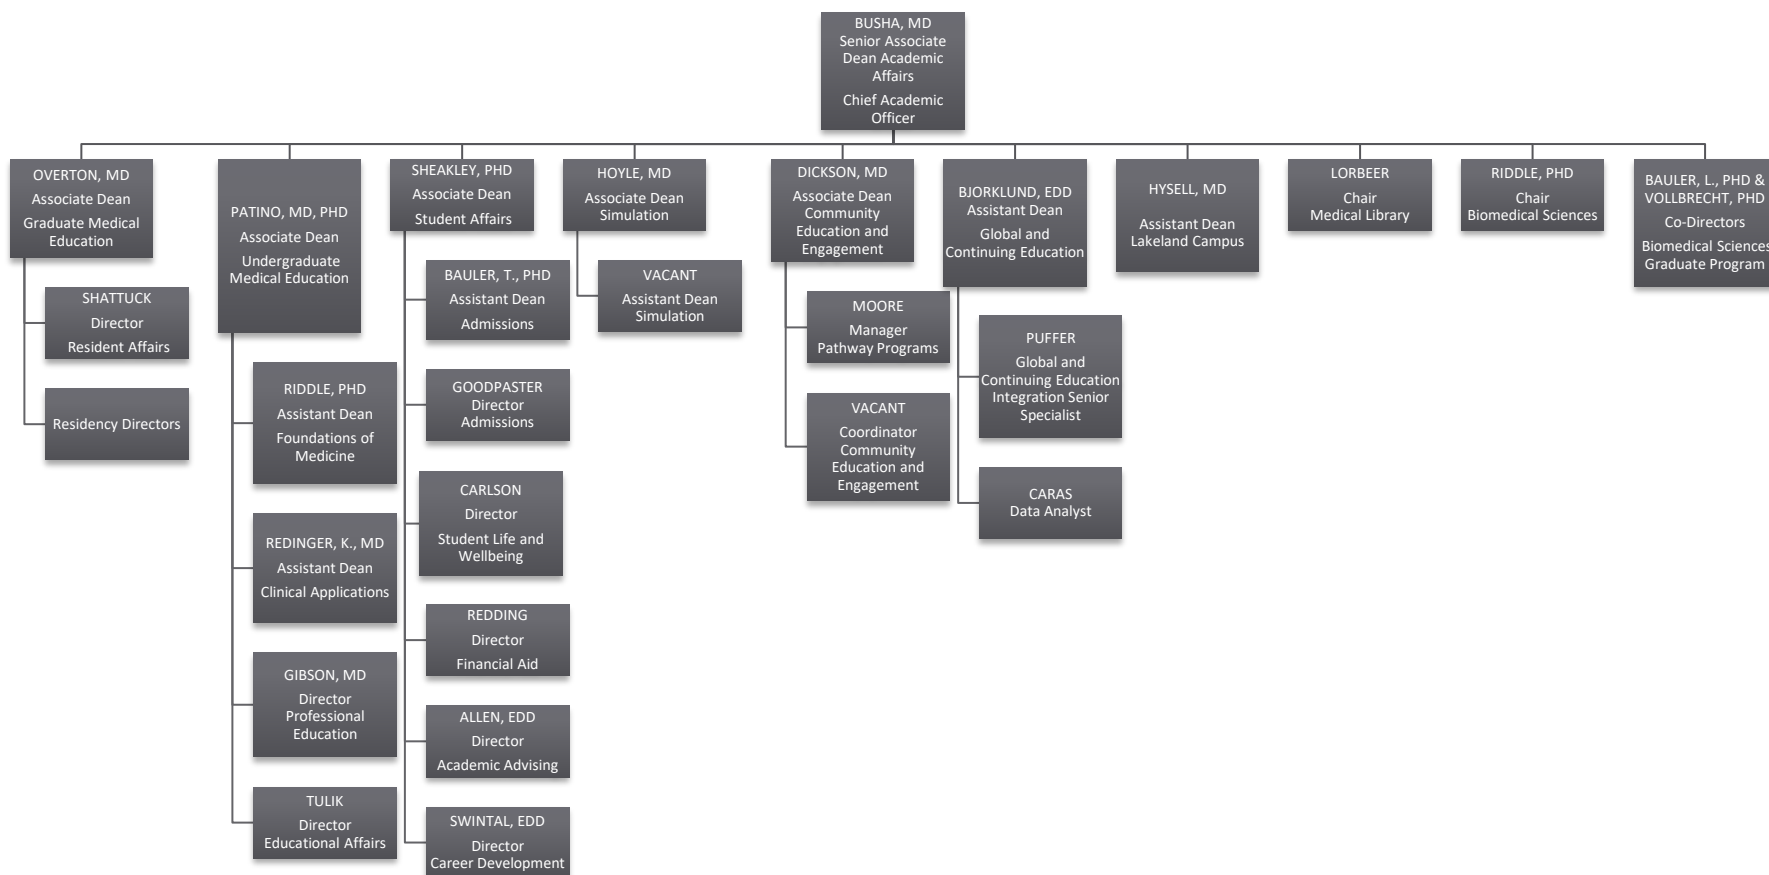 BUSHA, MD
Senior Associate
Dean Academic
Affairs
Chief Academic
Officer
OVERTON, MD
Associate Dean
Graduate Medical
Education
SHATTUCK
Director
Resident Affairs
Residency Directors
PATINO, MD, PHD
Associate Dean
Undergraduate
Medical Education
RIDDLE, PHD
Assistant Dean
Foundations of
Medicine
REDINGER, K., MD
Assistant Dean
Clinical Applications
GIBSON, MD
Director
Professional
Education
TULIK
Director
Educational Affairs
SHEAKLEY, PHD
Associate Dean
Student Affairs
BAULER, T., PHD
Assistant Dean
Admissions
GOODPASTER
Director
Admissions
CARLSON
Director
Student Life and
Wellbeing
REDDING
Director
Financial Aid
ALLEN, EDD
Director
Academic Advising
SWINTAL, EDD
Director
Career Development
HOYLE, MD
Associate Dean
Simulation
VACANT
Assistant Dean
Simulation
DICKSON, MD
Associate Dean
Community
Education and
Engagement
MOORE
Manager
Pathway Programs
VACANT
Coordinator
Community
Education and
Engagement
BJORKLUND, EDD
Assistant Dean
Global and
Continuing Education
PUFFER
Global and
Continuing Education
Integration Senior
Specialist
CARAS
Data Analyst
HYSELL, MD
Assistant Dean
Lakeland Campus
LORBEER
Chair
Medical Library
RIDDLE, PHD
Chair
Biomedical Sciences
BAULER, L., PHD &
VOLLBRECHT, PHD
Co-Directors
Biomedical Sciences
Graduate Program